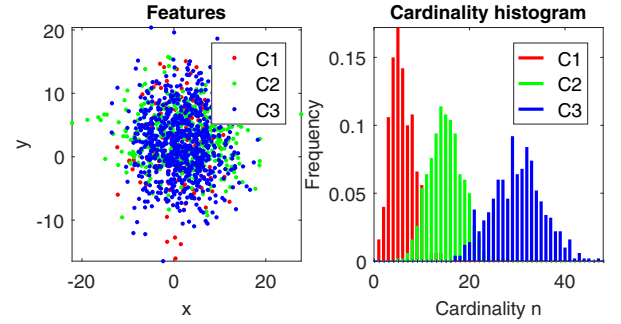 Features
20
10
0
-10
y
-20
0
20
x
C1
C2
C3
Cardinality histogram
0.15
0.1
0.05
0
Frequency
0
20
40
Cardinality n
C1
C2
C3